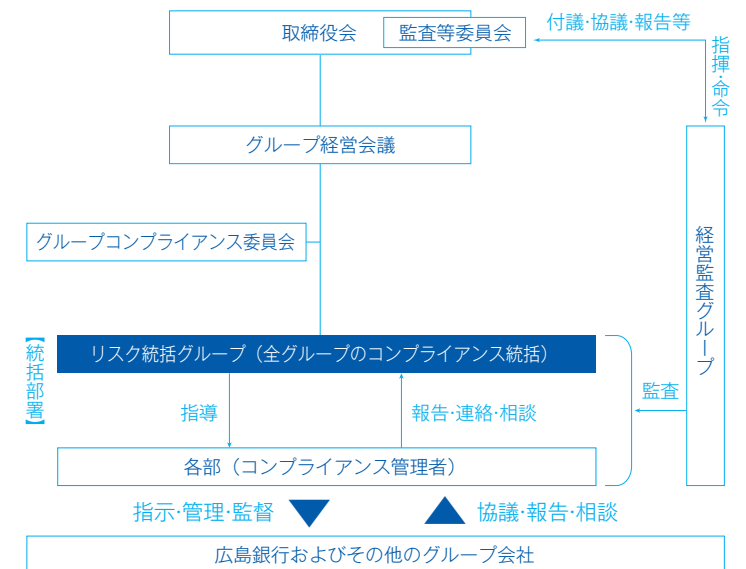 取締役会
監査等委員会
付議・協議・報告等
指揮・命令
グループ経営会議
グループコンプライアンス委員会
経営監査グループ
【統括部署】
リスク統括グループ（全グループのコンプライアンス統括）
指導
報告・連絡・相談
監査
各部（コンプライアンス管理者）
指示・管理・監督
協議・報告・相談
広島銀行およびその他のグループ会社